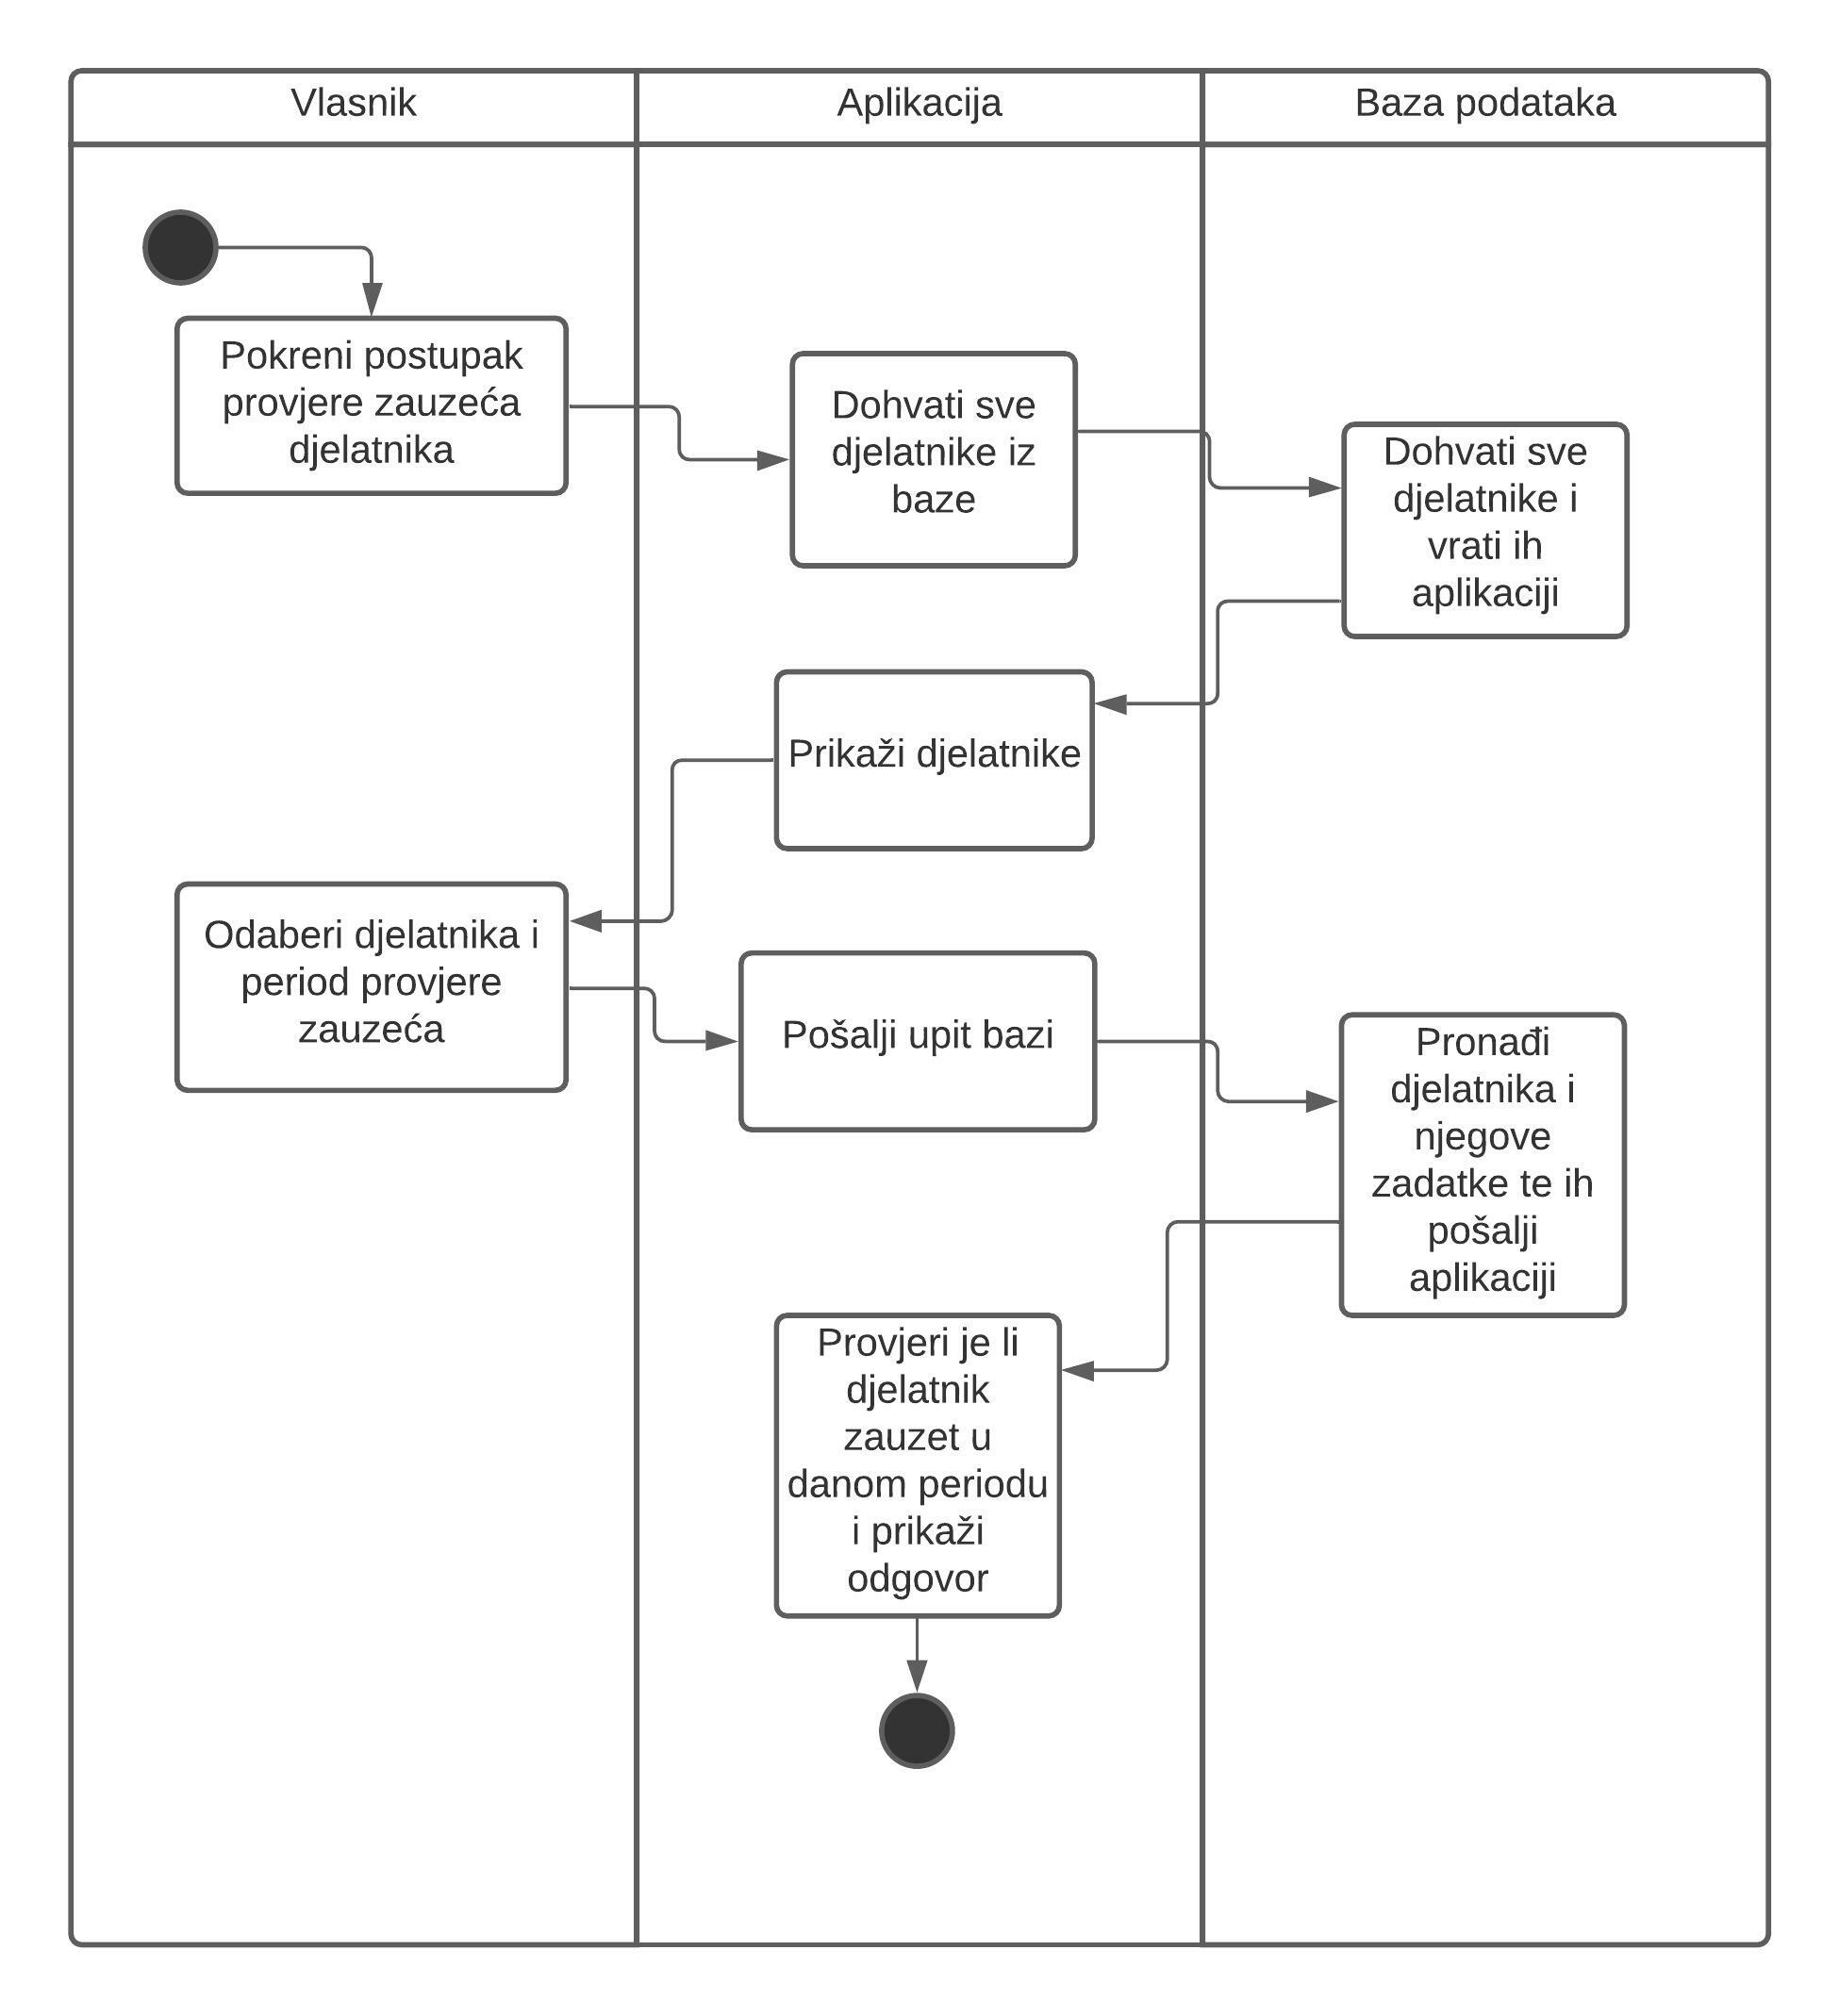 Vlasnik
Aplikacija
Baza podataka
Pokreni postupak
provjere zauzeća
djelatnika
Dohvati sve
djelatnike iz
baze
Dohvati sve
djelatnike i
vrati ih
aplikaciji
Prikaži djelatnike
Odaberi djelatnika i
period provjere
zauzeća
Pošalji upit bazi
Pronađi
djelatnika i
njegove
zadatke te ih
pošalji
aplikaciji
Provjeri je li
djelatnik
zauzet u
danom periodu
i prikaži
odgovor